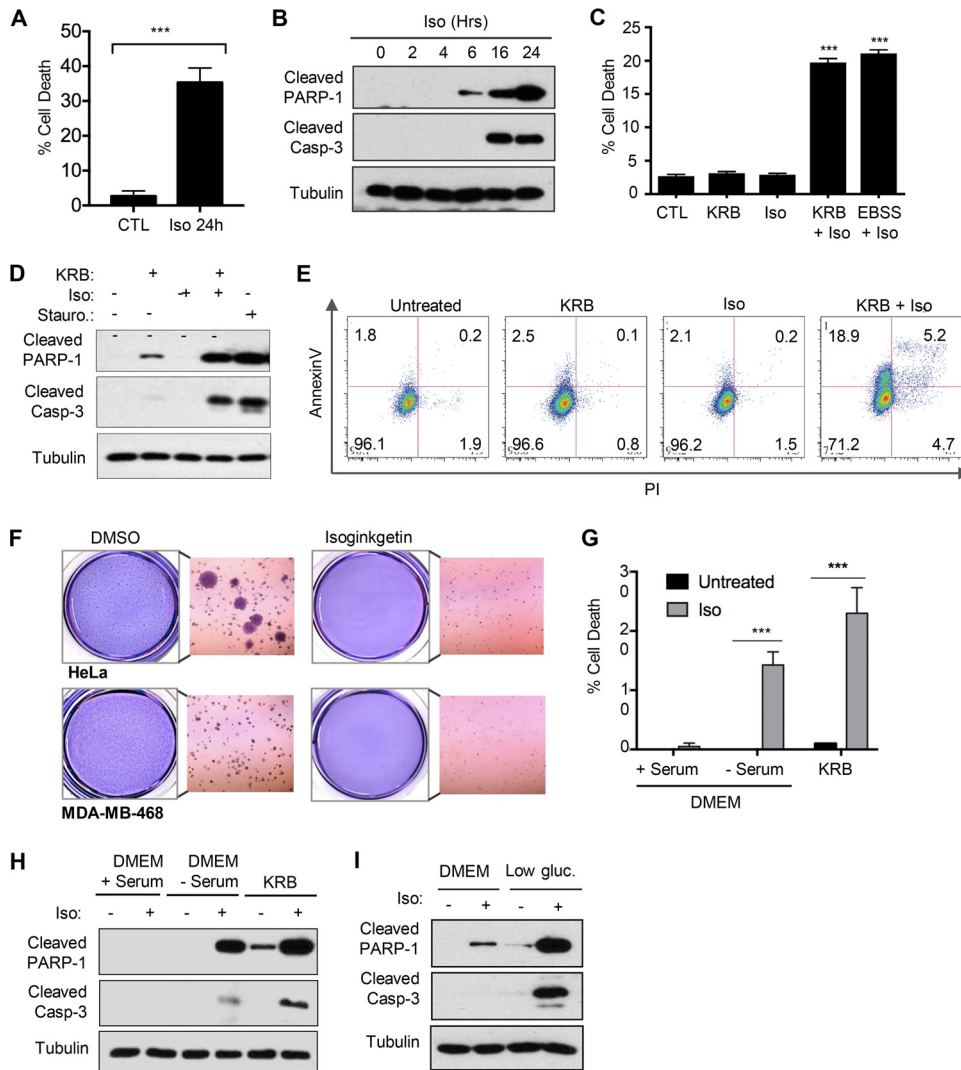 A
***
% Cell Death
50
40
30
20
10
0
CTL Iso 24h
B
Iso (Hrs)
0 2 4 6 16 24
Cleaved
PARP-1
Cleaved
Casp-3
Tubulin
C
% Cell Death
25
20
15
10
5
0
*** ***
CTL KRB Iso KRB EBSS
+ Iso + Iso
D
KRB: + +
Iso: - -+ + -
Stauro.: - - +
- - - -
Cleaved
PARP-1
Cleaved
Casp-3
Tubulin
E
Untreated KRB Iso KRB + Iso
1.8 0.2 2.5 0.1 2.1 0.2 18.9 5.2
96.1 1.9 96.6 0.8 96.2 1.5 71.2 4.7
AnnexinV
PI
F
DMSO Isoginkgetin
HeLa
MDA-MB-468
G
% Cell Death
3
0
2
0
1
0
0
Untreated
Iso
*** ***
+ Serum - Serum KRB
DMEM
H
DMEM DMEM
+ Serum - Serum KRB
Iso: - + - + - +
Cleaved
PARP-1
Cleaved
Casp-3
Tubulin
I
DMEM Low gluc.
Iso: - + - +
Cleaved
PARP-1
Cleaved
Casp-3
Tubulin